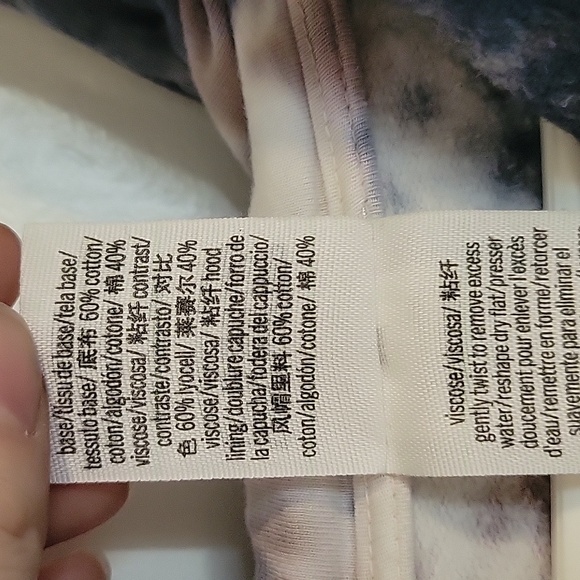 base/tissu de base/tela base/
tessuto base/ 底布 60% cotton/
coton/algodón/cotone/ 棉 40%
viscose/viscosa/ 粘纤 contrast/
contraste/contrasto/ 对比
色 60% lyocell/ 莱赛尔 40%
viscose/viscosa/ 粘纤 hood
lining/doublure capuche/forro de
la capucha/fodera del cappuccio/
风帽里料 60% cotton/
coton/algodón/cotone/ 棉 40%
viscose/viscosa/ 粘纤
gently twist to remove excess
water/reshape dry flat/presser
doucement pour enlever l'excès
d'eau/remettre en forme/retorcer
suavemente para eliminar el